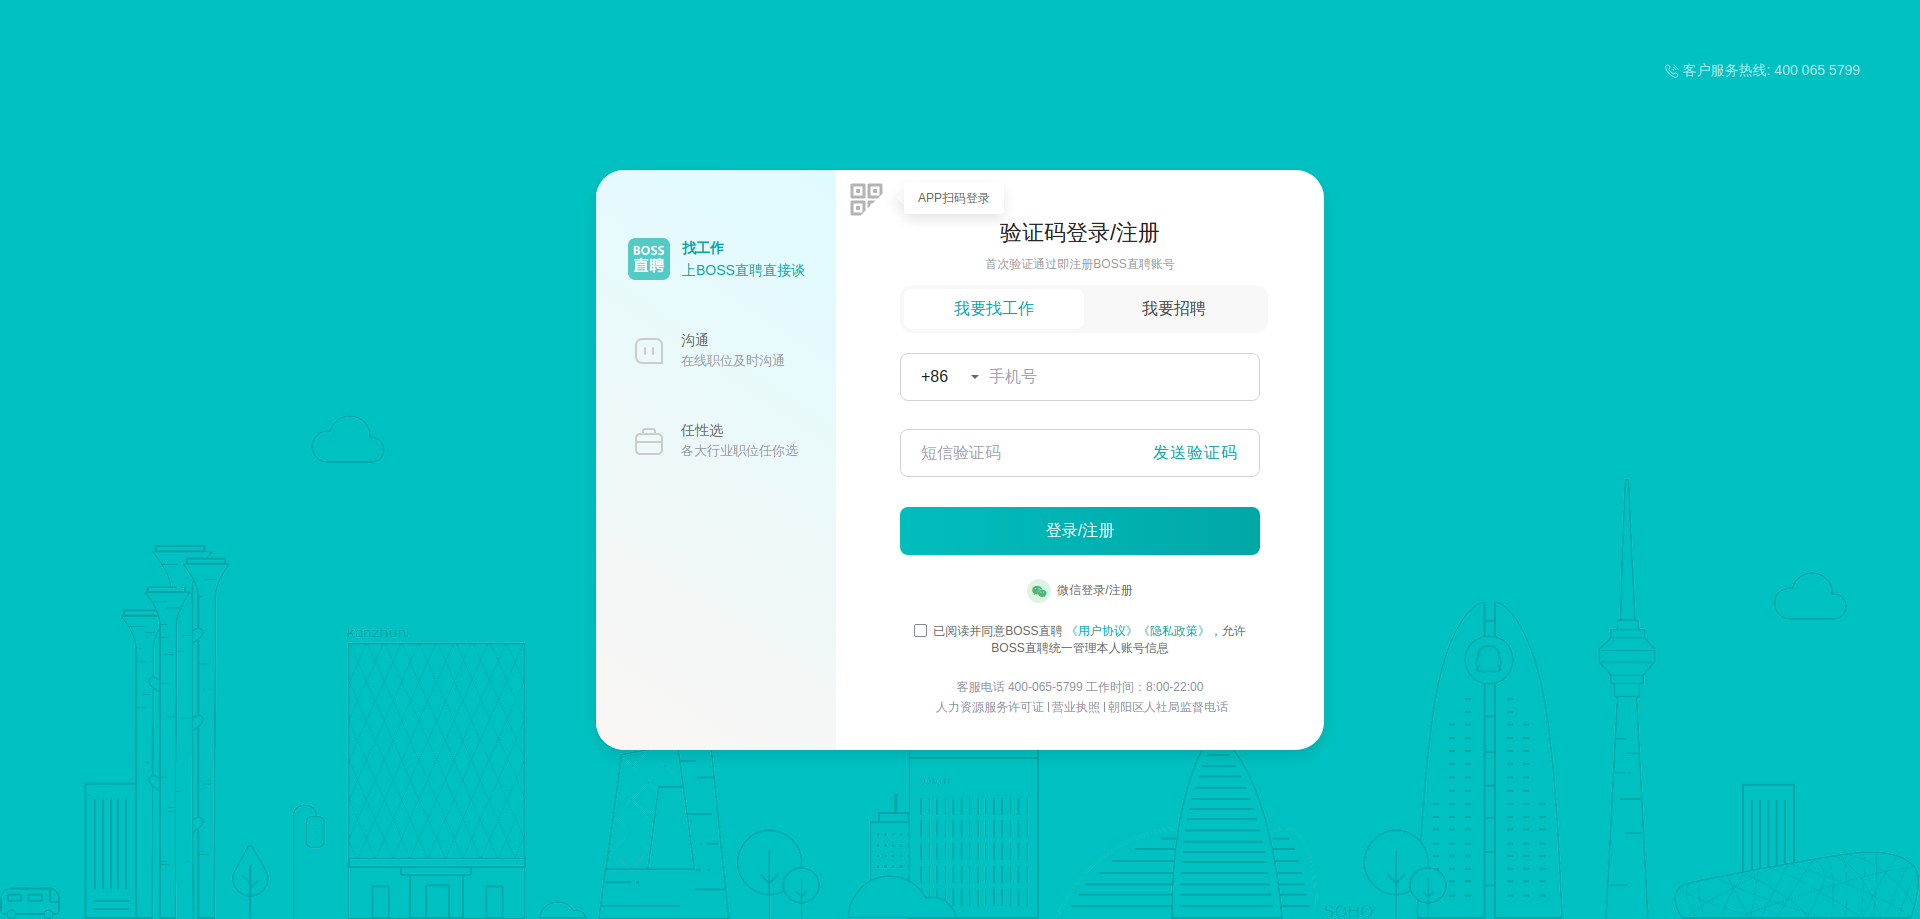 客户服务热线: 400 065 5799
BOSS
直聘
找工作
上BOSS直聘直接谈
沟通
在线职位及时沟通
任性选
各大行业职位任你选
APP扫码登录
验证码登录/注册
首次验证通过即注册BOSS直聘账号
我要找工作
我要招聘
+86
手机号
短信验证码
发送验证码
登录/注册
微信登录/注册
已阅读并同意BOSS直聘 《用户协议》《隐私政策》，允许
BOSS直聘统一管理本人账号信息
客服电话 400-065-5799 工作时间：8:00-22:00
人力资源服务许可证 | 营业执照 | 朝阳区人社局监督电话
kanzhun.
SOHO